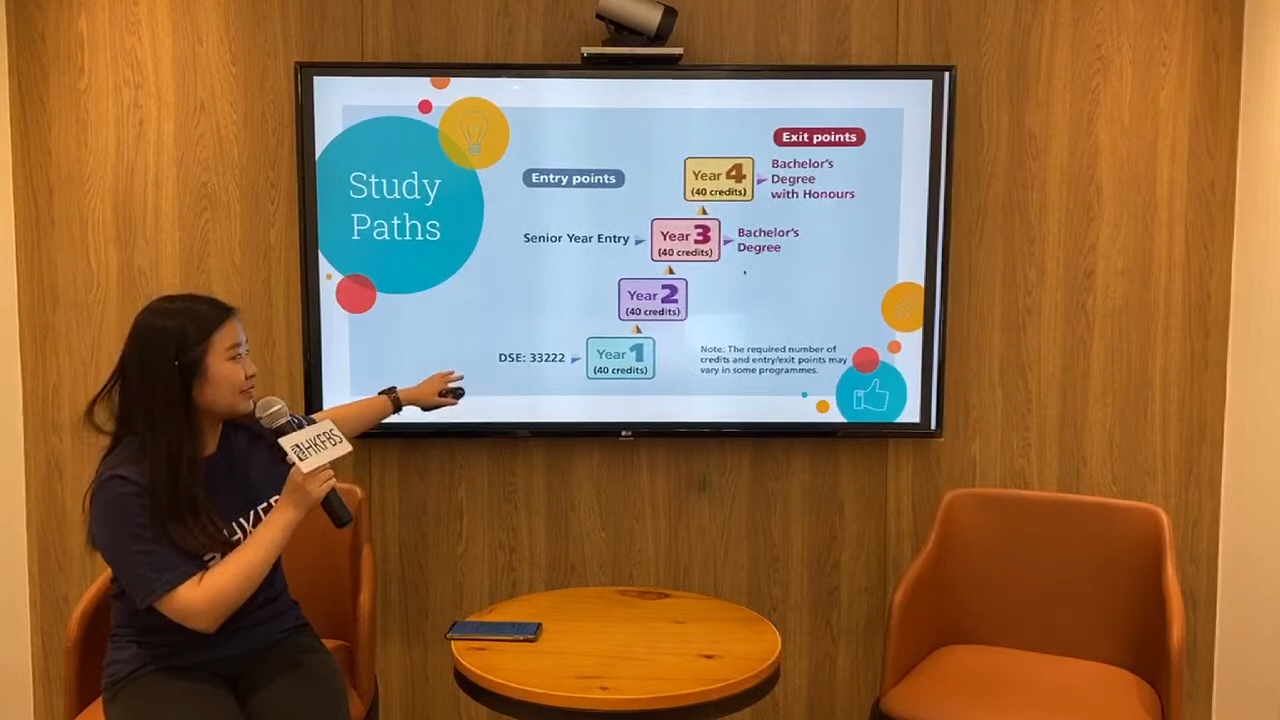 Study
Paths
Entry points
Exit points
Year 4
(40 credits)
Bachelor's
Degree
with Honours
Senior Year Entry
Year 3
(40 credits)
Bachelor's
Degree
Year 2
(40 credits)
DSE: 33222
Year 1
(40 credits)
Note: The required number of
credits and entry/exit points may
vary in some programmes.
LG
HKFBS